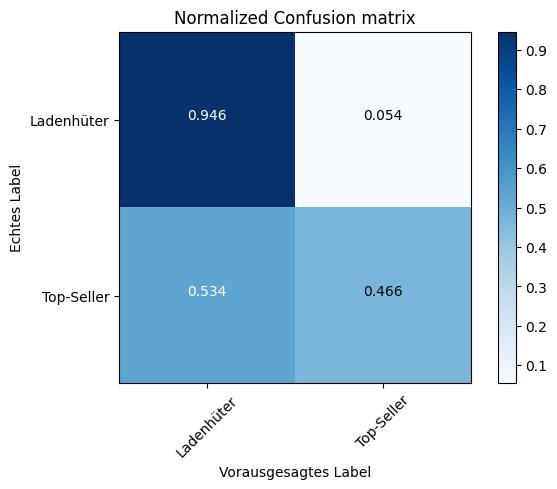 Normalized Confusion matrix
Echtes Label
Ladenhüter
0.946
0.054
Top-Seller
0.534
0.466
Ladenhüter
Top-Seller
Vorausgesagtes Label
0.9
0.8
0.7
0.6
0.5
0.4
0.3
0.2
0.1